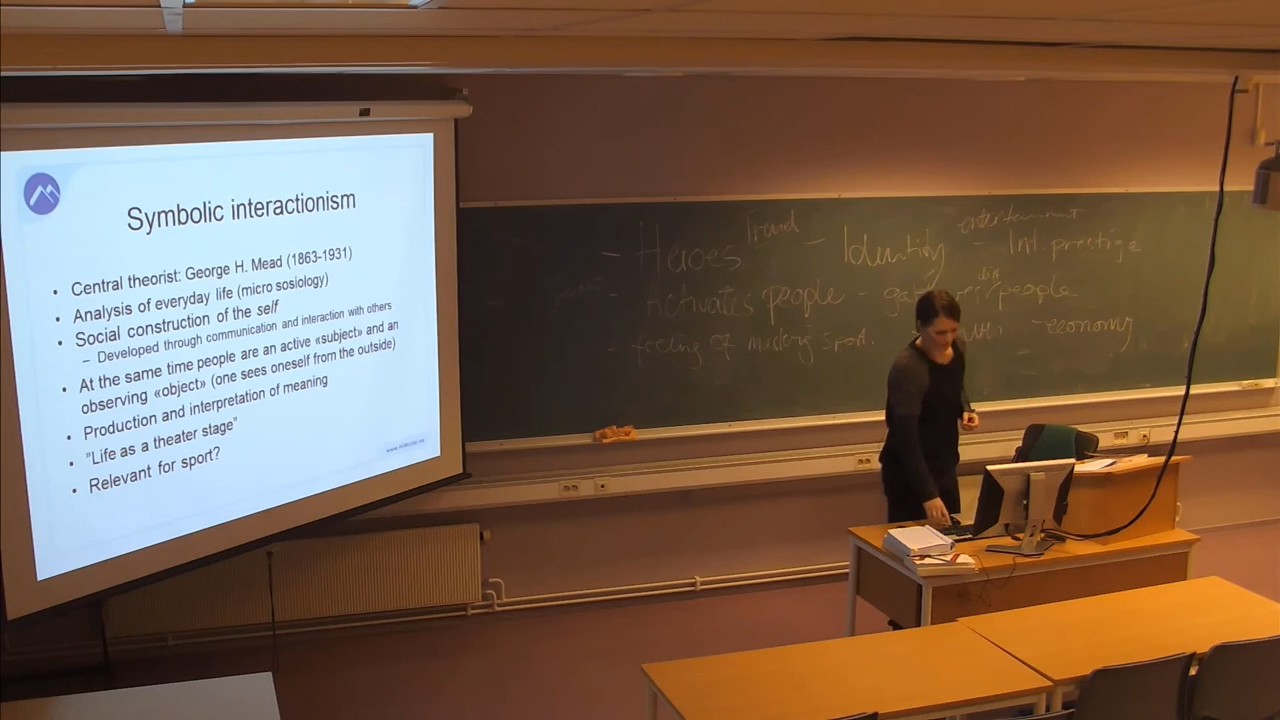 Symbolic interactionism
• Central theorist: George H. Mead (1863-1931)
• Analysis of everyday life (micro sosiology)
• Social construction of the self
– Developed through communication and interaction with others
• At the same time people are an active «subject» and an
observing «object» (one sees oneself from the outside)
• Production and interpretation of meaning
• "Life as a theater stage"
• Relevant for sport?
Trend entertainment
- Heroes - Identity - Int. prestige
- Activates people - people
- feeling of mastery sport. - economy